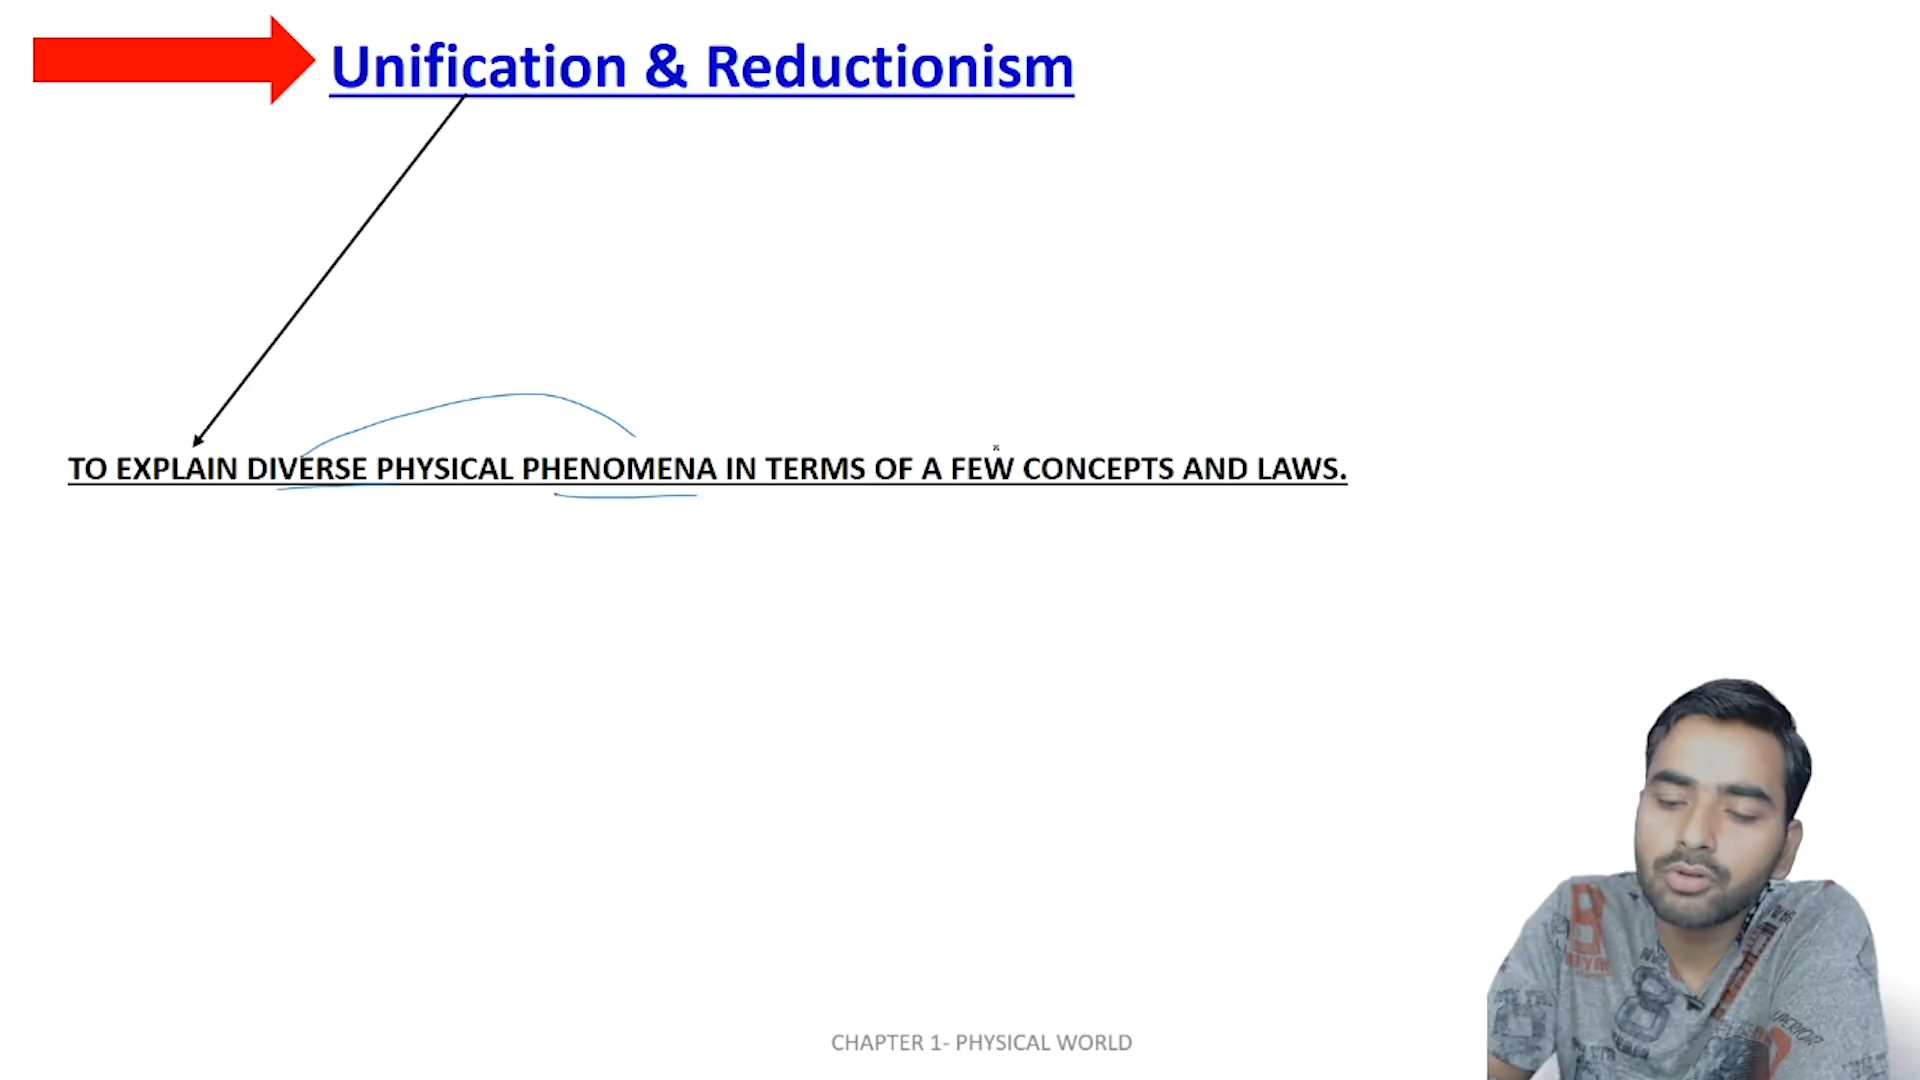 Unification & Reductionism
TO EXPLAIN DIVERSE PHYSICAL PHENOMENA IN TERMS OF A FEW CONCEPTS AND LAWS.
CHAPTER 1- PHYSICAL WORLD